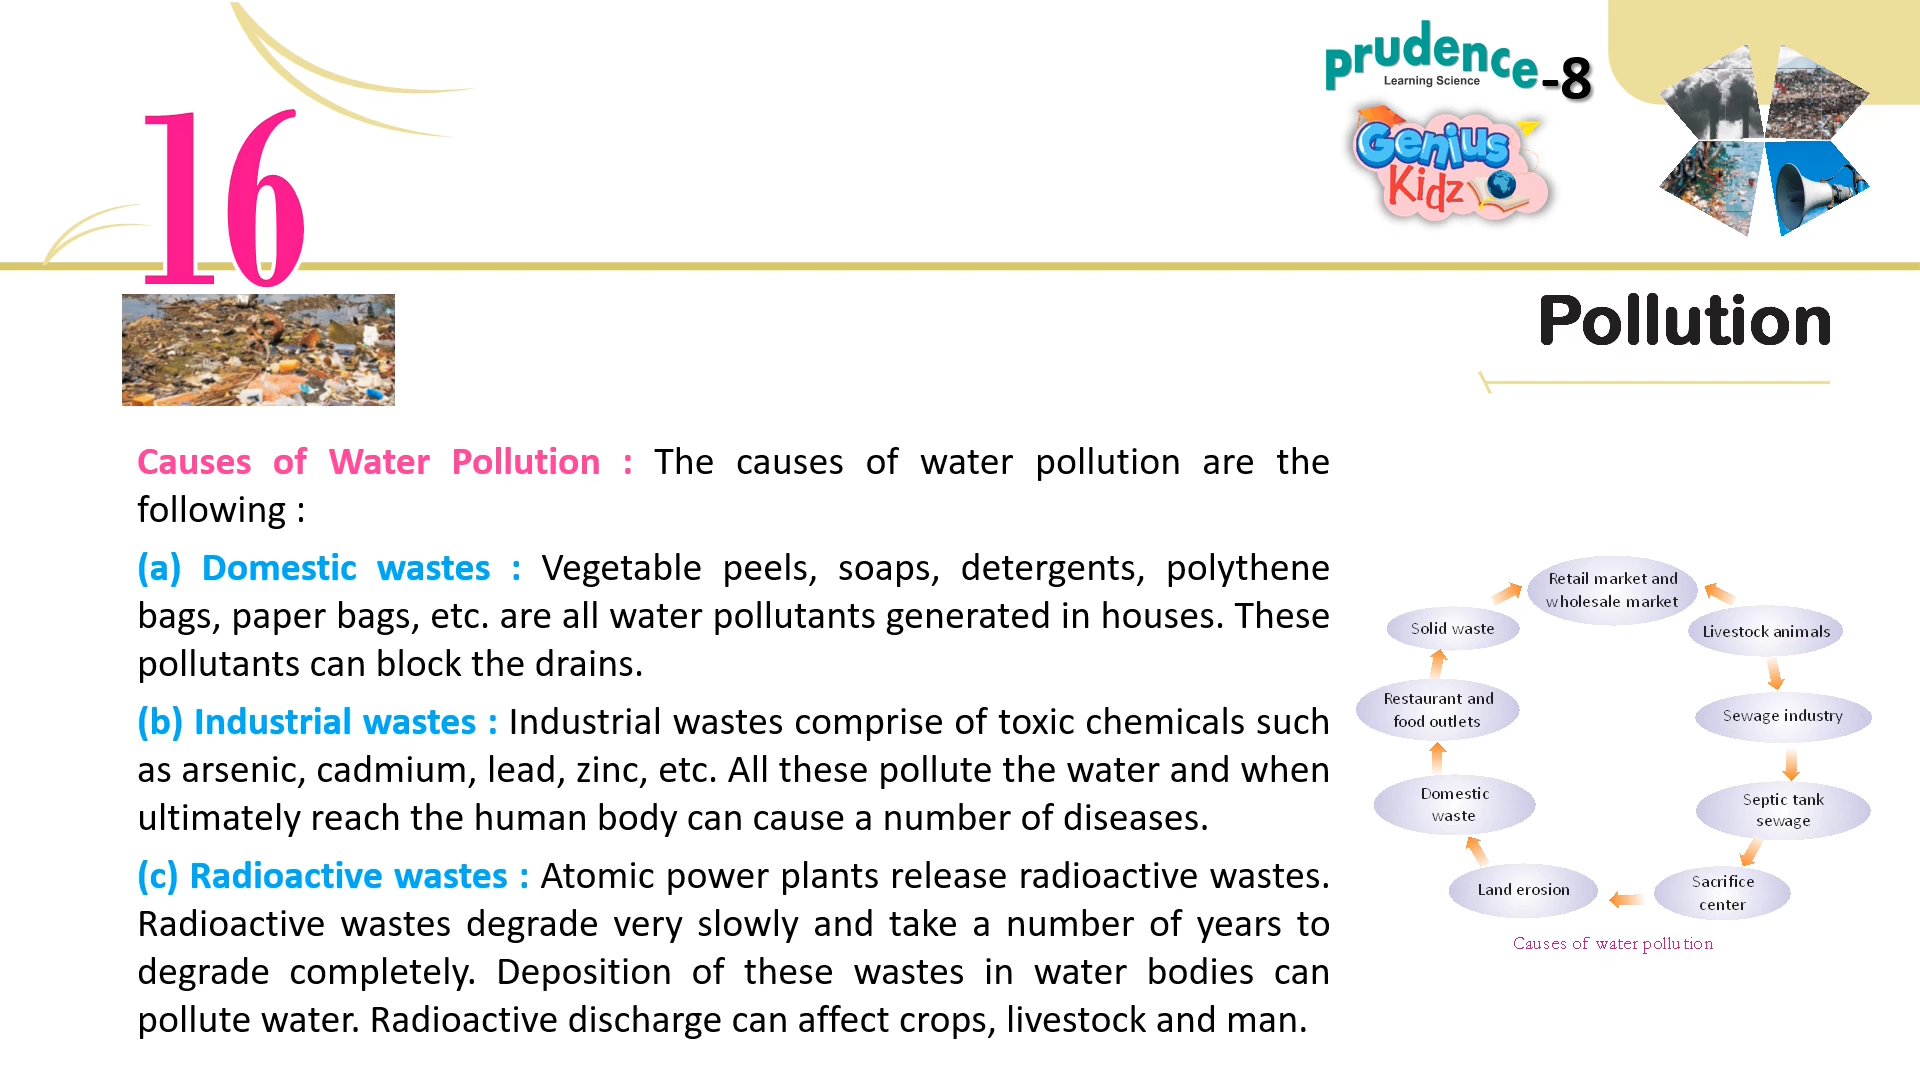 prudence-8
Learning Science
Genius
Kidz
16
Pollution
Causes of Water Pollution : The causes of water pollution are the
following :
(a) Domestic wastes : Vegetable peels, soaps, detergents, polythene
bags, paper bags, etc. are all water pollutants generated in houses. These
pollutants can block the drains.
(b) Industrial wastes : Industrial wastes comprise of toxic chemicals such
as arsenic, cadmium, lead, zinc, etc. All these pollute the water and when
ultimately reach the human body can cause a number of diseases.
(c) Radioactive wastes : Atomic power plants release radioactive wastes.
Radioactive wastes degrade very slowly and take a number of years to
degrade completely. Deposition of these wastes in water bodies can
pollute water. Radioactive discharge can affect crops, livestock and man.
Retail market and
wholesale market
Livestock animals
Sewage industry
Septic tank
sewage
Sacrifice
center
Land erosion
Domestic
waste
Restaurant and
food outlets
Solid waste
Causes of water pollution